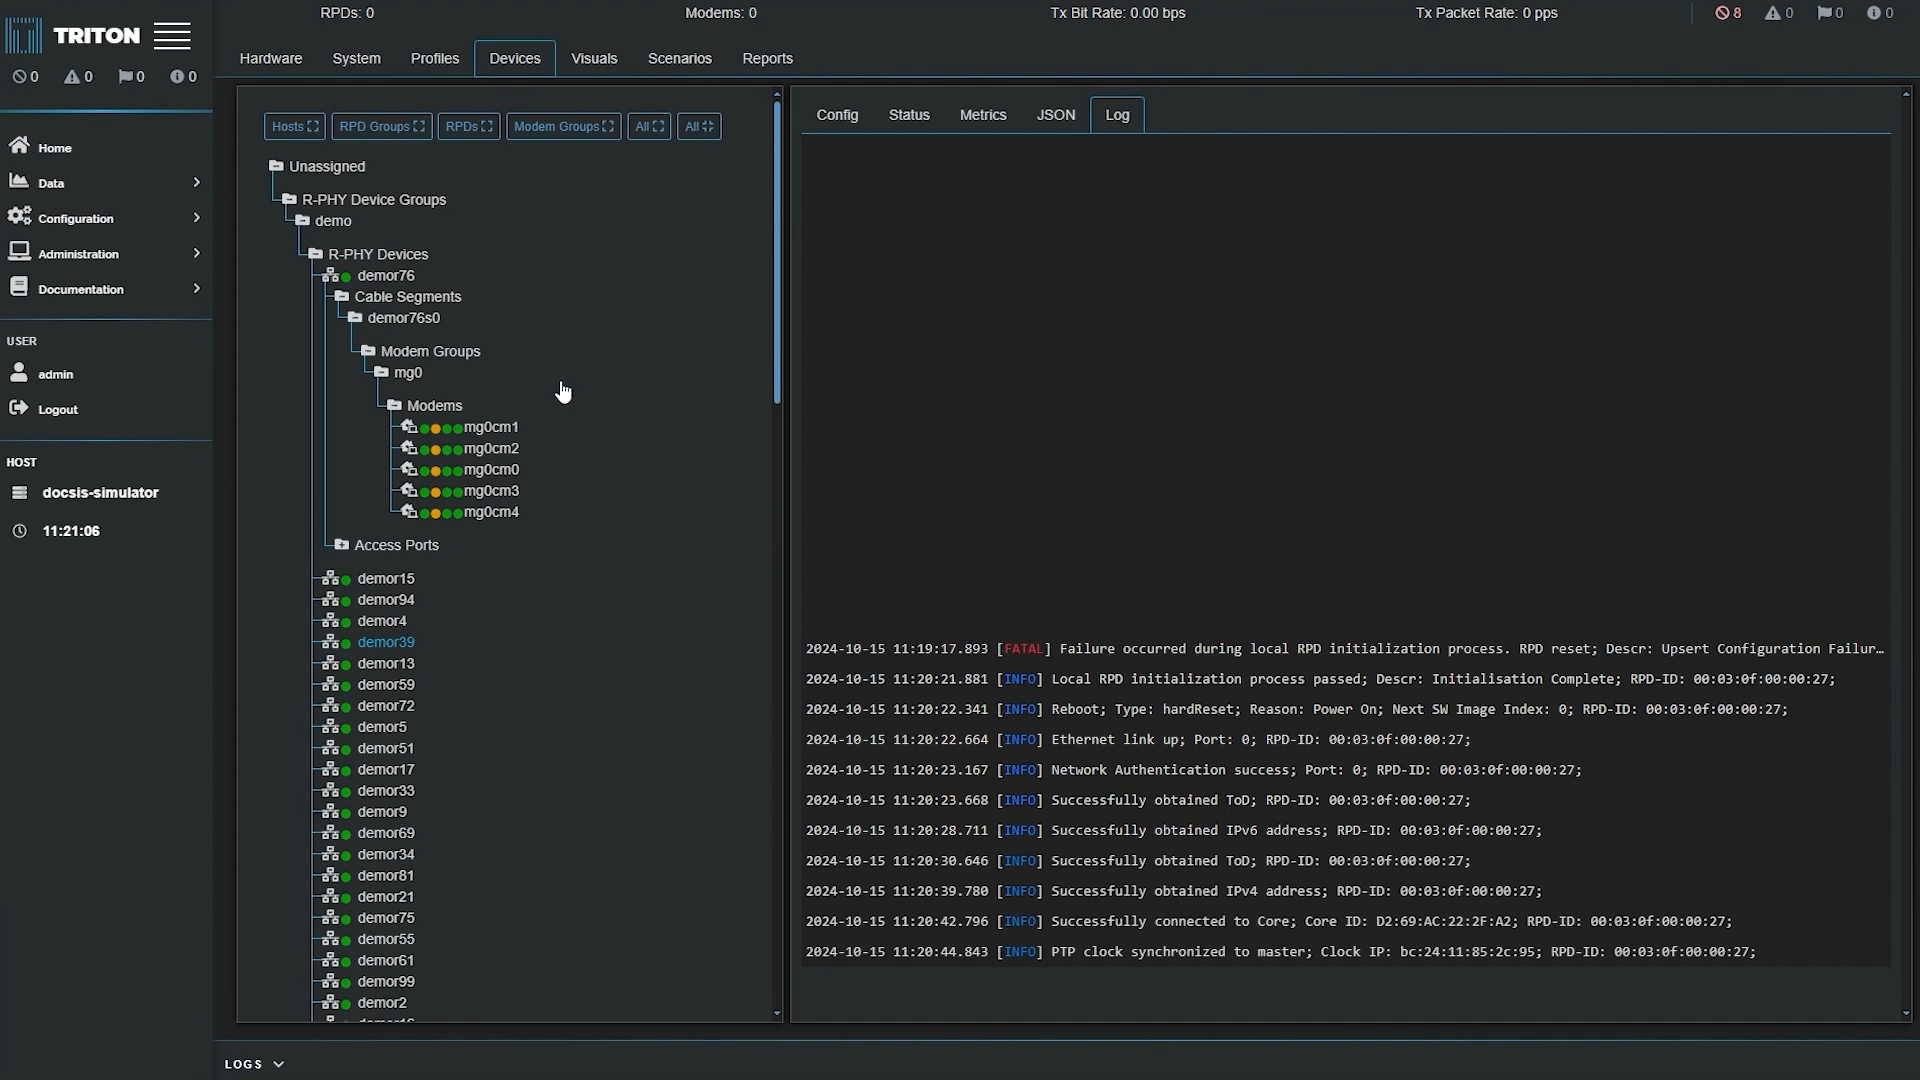 TRITON
0 0 0 0
Home
Data
Configuration
Administration
Documentation
USER
admin
Logout
HOST
docsis-simulator
11:21:06
RPDs: 0 Modems: 0 Tx Bit Rate: 0.00 bps Tx Packet Rate: 0 pps 8 0 0 0
Hardware System Profiles Devices Visuals Scenarios Reports
Hosts RPD Groups RPDs Modem Groups All All
Unassigned
R-PHY Device Groups
demo
R-PHY Devices
demor76
Cable Segments
demor76s0
Modem Groups
mg0
Modems
mg0cm1
mg0cm2
mg0cm0
mg0cm3
mg0cm4
Access Ports
demor15
demor94
demor4
demor39
demor13
demor59
demor72
demor5
demor51
demor17
demor33
demor9
demor69
demor34
demor81
demor21
demor75
demor55
demor61
demor99
demor2
Config Status Metrics JSON Log
2024-10-15 11:19:17.893 [FATAL] Failure occurred during local RPD initialization process. RPD reset; Descr: Upsert Configuration Failur…
2024-10-15 11:20:21.881 [INFO] Local RPD initialization process passed; Descr: Initialisation Complete; RPD-ID: 00:03:0f:00:00:27;
2024-10-15 11:20:22.341 [INFO] Reboot; Type: hardReset; Reason: Power On; Next SW Image Index: 0; RPD-ID: 00:03:0f:00:00:27;
2024-10-15 11:20:22.664 [INFO] Ethernet link up; Port: 0; RPD-ID: 00:03:0f:00:00:27;
2024-10-15 11:20:23.167 [INFO] Network Authentication success; Port: 0; RPD-ID: 00:03:0f:00:00:27;
2024-10-15 11:20:23.668 [INFO] Successfully obtained ToD; RPD-ID: 00:03:0f:00:00:27;
2024-10-15 11:20:28.711 [INFO] Successfully obtained IPv6 address; RPD-ID: 00:03:0f:00:00:27;
2024-10-15 11:20:30.646 [INFO] Successfully obtained ToD; RPD-ID: 00:03:0f:00:00:27;
2024-10-15 11:20:39.780 [INFO] Successfully obtained IPv4 address; RPD-ID: 00:03:0f:00:00:27;
2024-10-15 11:20:42.796 [INFO] Successfully connected to Core; Core ID: D2:69:AC:22:2F:A2; RPD-ID: 00:03:0f:00:00:27;
2024-10-15 11:20:44.843 [INFO] PTP clock synchronized to master; Clock IP: bc:24:11:85:2c:95; RPD-ID: 00:03:0f:00:00:27;
LOGS